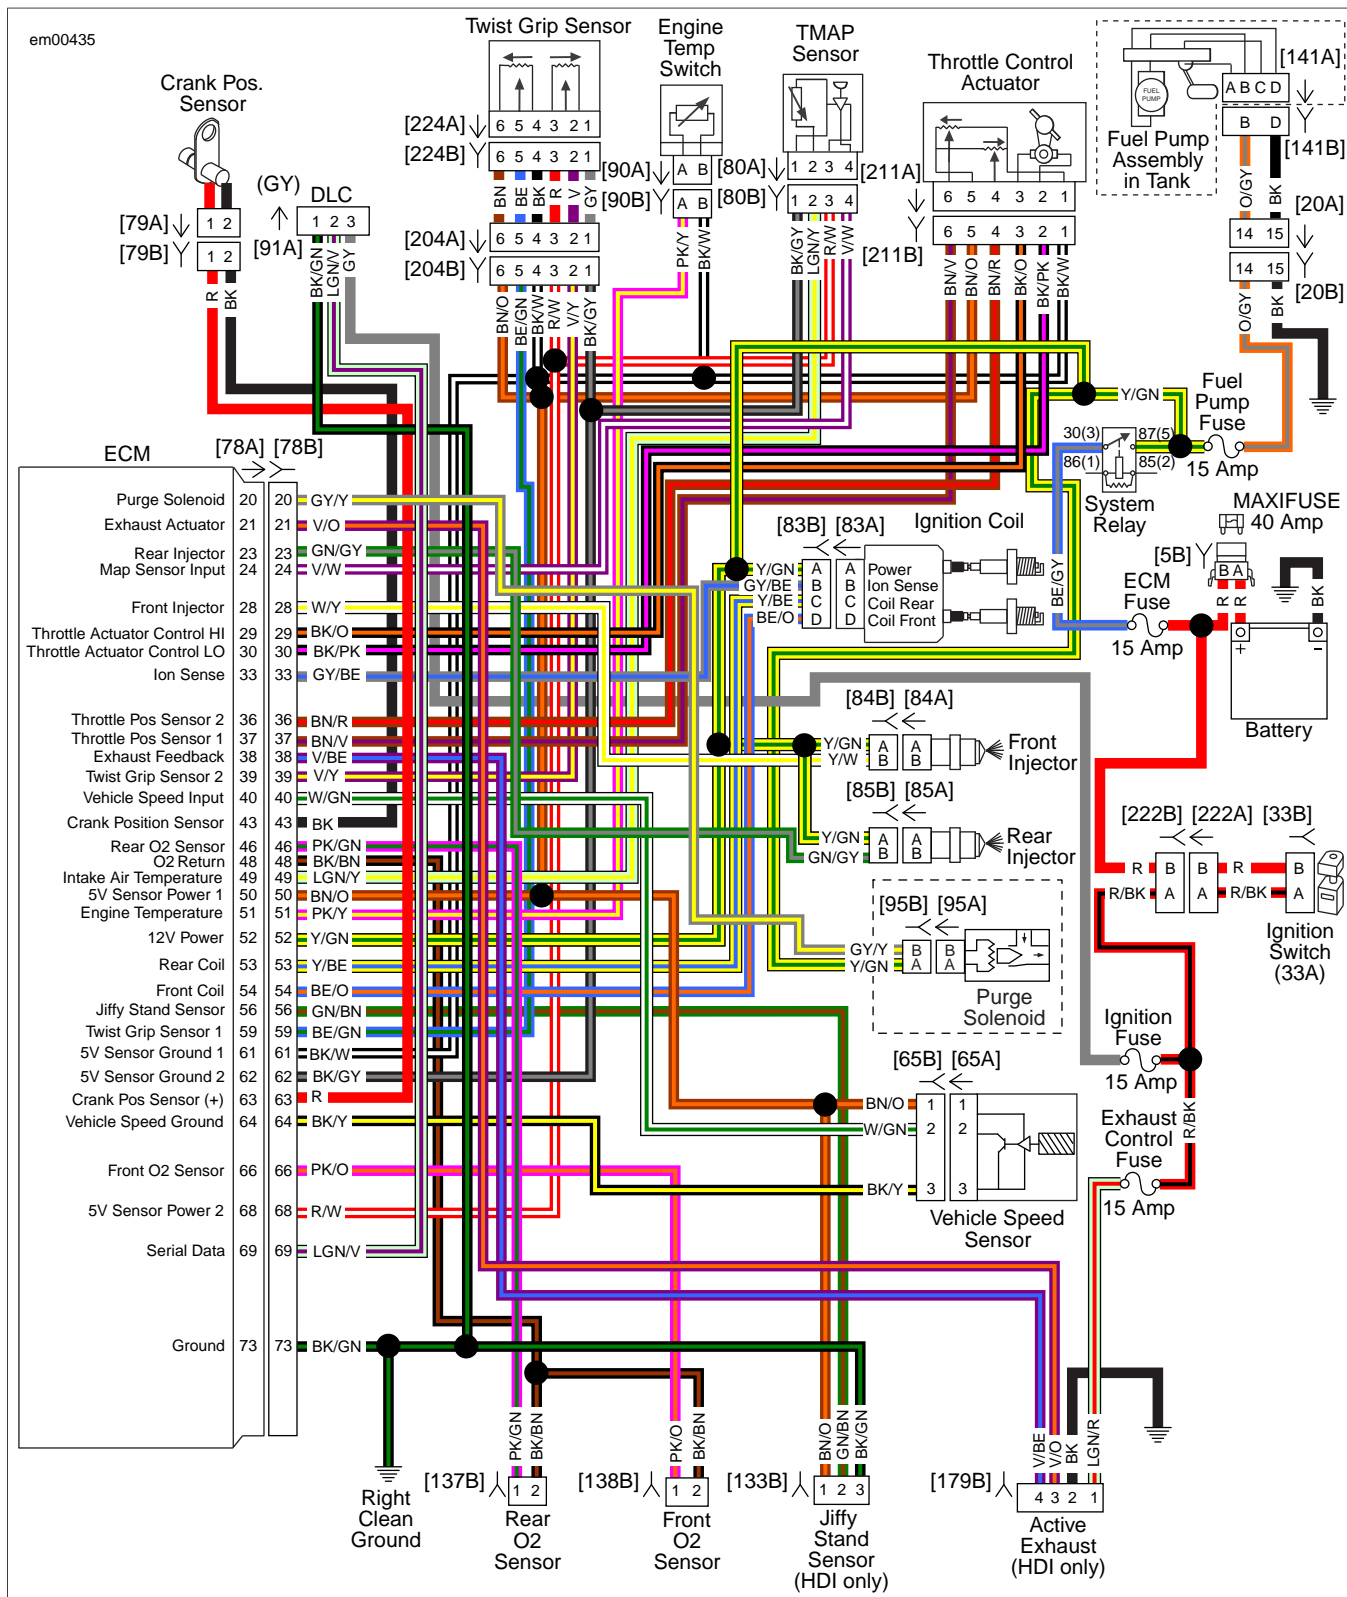 em00435
Twist Grip Sensor
Engine
Temp
Switch
TMAP
Sensor
Throttle Control
Actuator
[141A]
A B C D
FUEL
PUMP
B D
[141B]
Fuel Pump
Assembly
in Tank
Crank Pos.
Sensor
[224A]
6 5 4 3 2 1
[224B]
6 5 4 3 2 1
BN BE BK R V GY
[204A]
6 5 4 3 2 1
[204B]
6 5 4 3 2 1
BN/O BE/GN BK/W R/W V/Y BK/GY
[90A]
A B
[90B]
A B
PK/Y BK/W
[80A]
1 2 3 4
[80B]
1 2 3 4
BK/GY LGN/Y R/W V/W
[211A]
6 5 4 3 2 1
[211B]
6 5 4 3 2 1
BN/V BN/O BN/R BK/O BK/PK BK/W
O/GY BK
[20A]
14 15
14 15
[20B]
O/GY BK
[79A]
1 2
[79B]
1 2
R BK
(GY)
DLC
[91A]
1 2 3
BK/GN LGN/V GY
Y/GN
Fuel
Pump
Fuse
15 Amp
30(3) 87(5)
86(1) 85(2)
System
Relay
MAXIFUSE
40 Amp
[5B]
B A
R R
BK
+ -
Battery
BE/GY
ECM
Fuse
15 Amp
ECM
[78A] [78B]
Purge Solenoid 20 20 GY/Y
Exhaust Actuator 21 21 V/O
Rear Injector 23 23 GN/GY
Map Sensor Input 24 24 V/W
Front Injector 28 28 W/Y
Throttle Actuator Control HI 29 29 BK/O
Throttle Actuator Control LO 30 30 BK/PK
Ion Sense 33 33 GY/BE
Throttle Pos Sensor 2 36 36 BN/R
Throttle Pos Sensor 1 37 37 BN/V
Exhaust Feedback 38 38 V/BE
Twist Grip Sensor 2 39 39 V/Y
Vehicle Speed Input 40 40 W/GN
Crank Position Sensor 43 43 BK
Rear O2 Sensor 46 46 PK/GN
O2 Return 48 48 BK/BN
Intake Air Temperature 49 49 LGN/Y
5V Sensor Power 1 50 50 BN/O
Engine Temperature 51 51 PK/Y
12V Power 52 52 Y/GN
Rear Coil 53 53 Y/BE
Front Coil 54 54 BE/O
Jiffy Stand Sensor 56 56 GN/BN
Twist Grip Sensor 1 59 59 BE/GN
5V Sensor Ground 1 61 61 BK/W
5V Sensor Ground 2 62 62 BK/GY
Crank Pos Sensor (+) 63 63 R
Vehicle Speed Ground 64 64 BK/Y
Front O2 Sensor 66 66 PK/O
5V Sensor Power 2 68 68 R/W
Serial Data 69 69 LGN/V
Ground 73 73 BK/GN
[83B] [83A]
Ignition Coil
Y/GN A A Power
GY/BE B B Ion Sense
Y/BE C C Coil Rear
BE/O D D Coil Front
[84B] [84A]
Y/GN A A
Y/W B B
Front
Injector
[85B] [85A]
Y/GN A A
GN/GY B B
Rear
Injector
[95B] [95A]
GY/Y B B
Y/GN A A
Purge
Solenoid
[222B] [222A] [33B]
R B B R B
R/BK A A R/BK A
Ignition
Switch
(33A)
Ignition
Fuse
15 Amp
R/BK
Exhaust
Control
Fuse
15 Amp
[65B] [65A]
BN/O 1 1
W/GN 2 2
BK/Y 3 3
Vehicle Speed
Sensor
Right
Clean
Ground
PK/GN BK/BN
[137B]
1 2
Rear
O2
Sensor
PK/O BK/BN
[138B]
1 2
Front
O2
Sensor
BN/O GN/BN BK/GN
[133B]
1 2 3
Jiffy
Stand
Sensor
(HDI only)
V/BE V/O BK LGN/R
[179B]
4 3 2 1
Active
Exhaust
(HDI only)